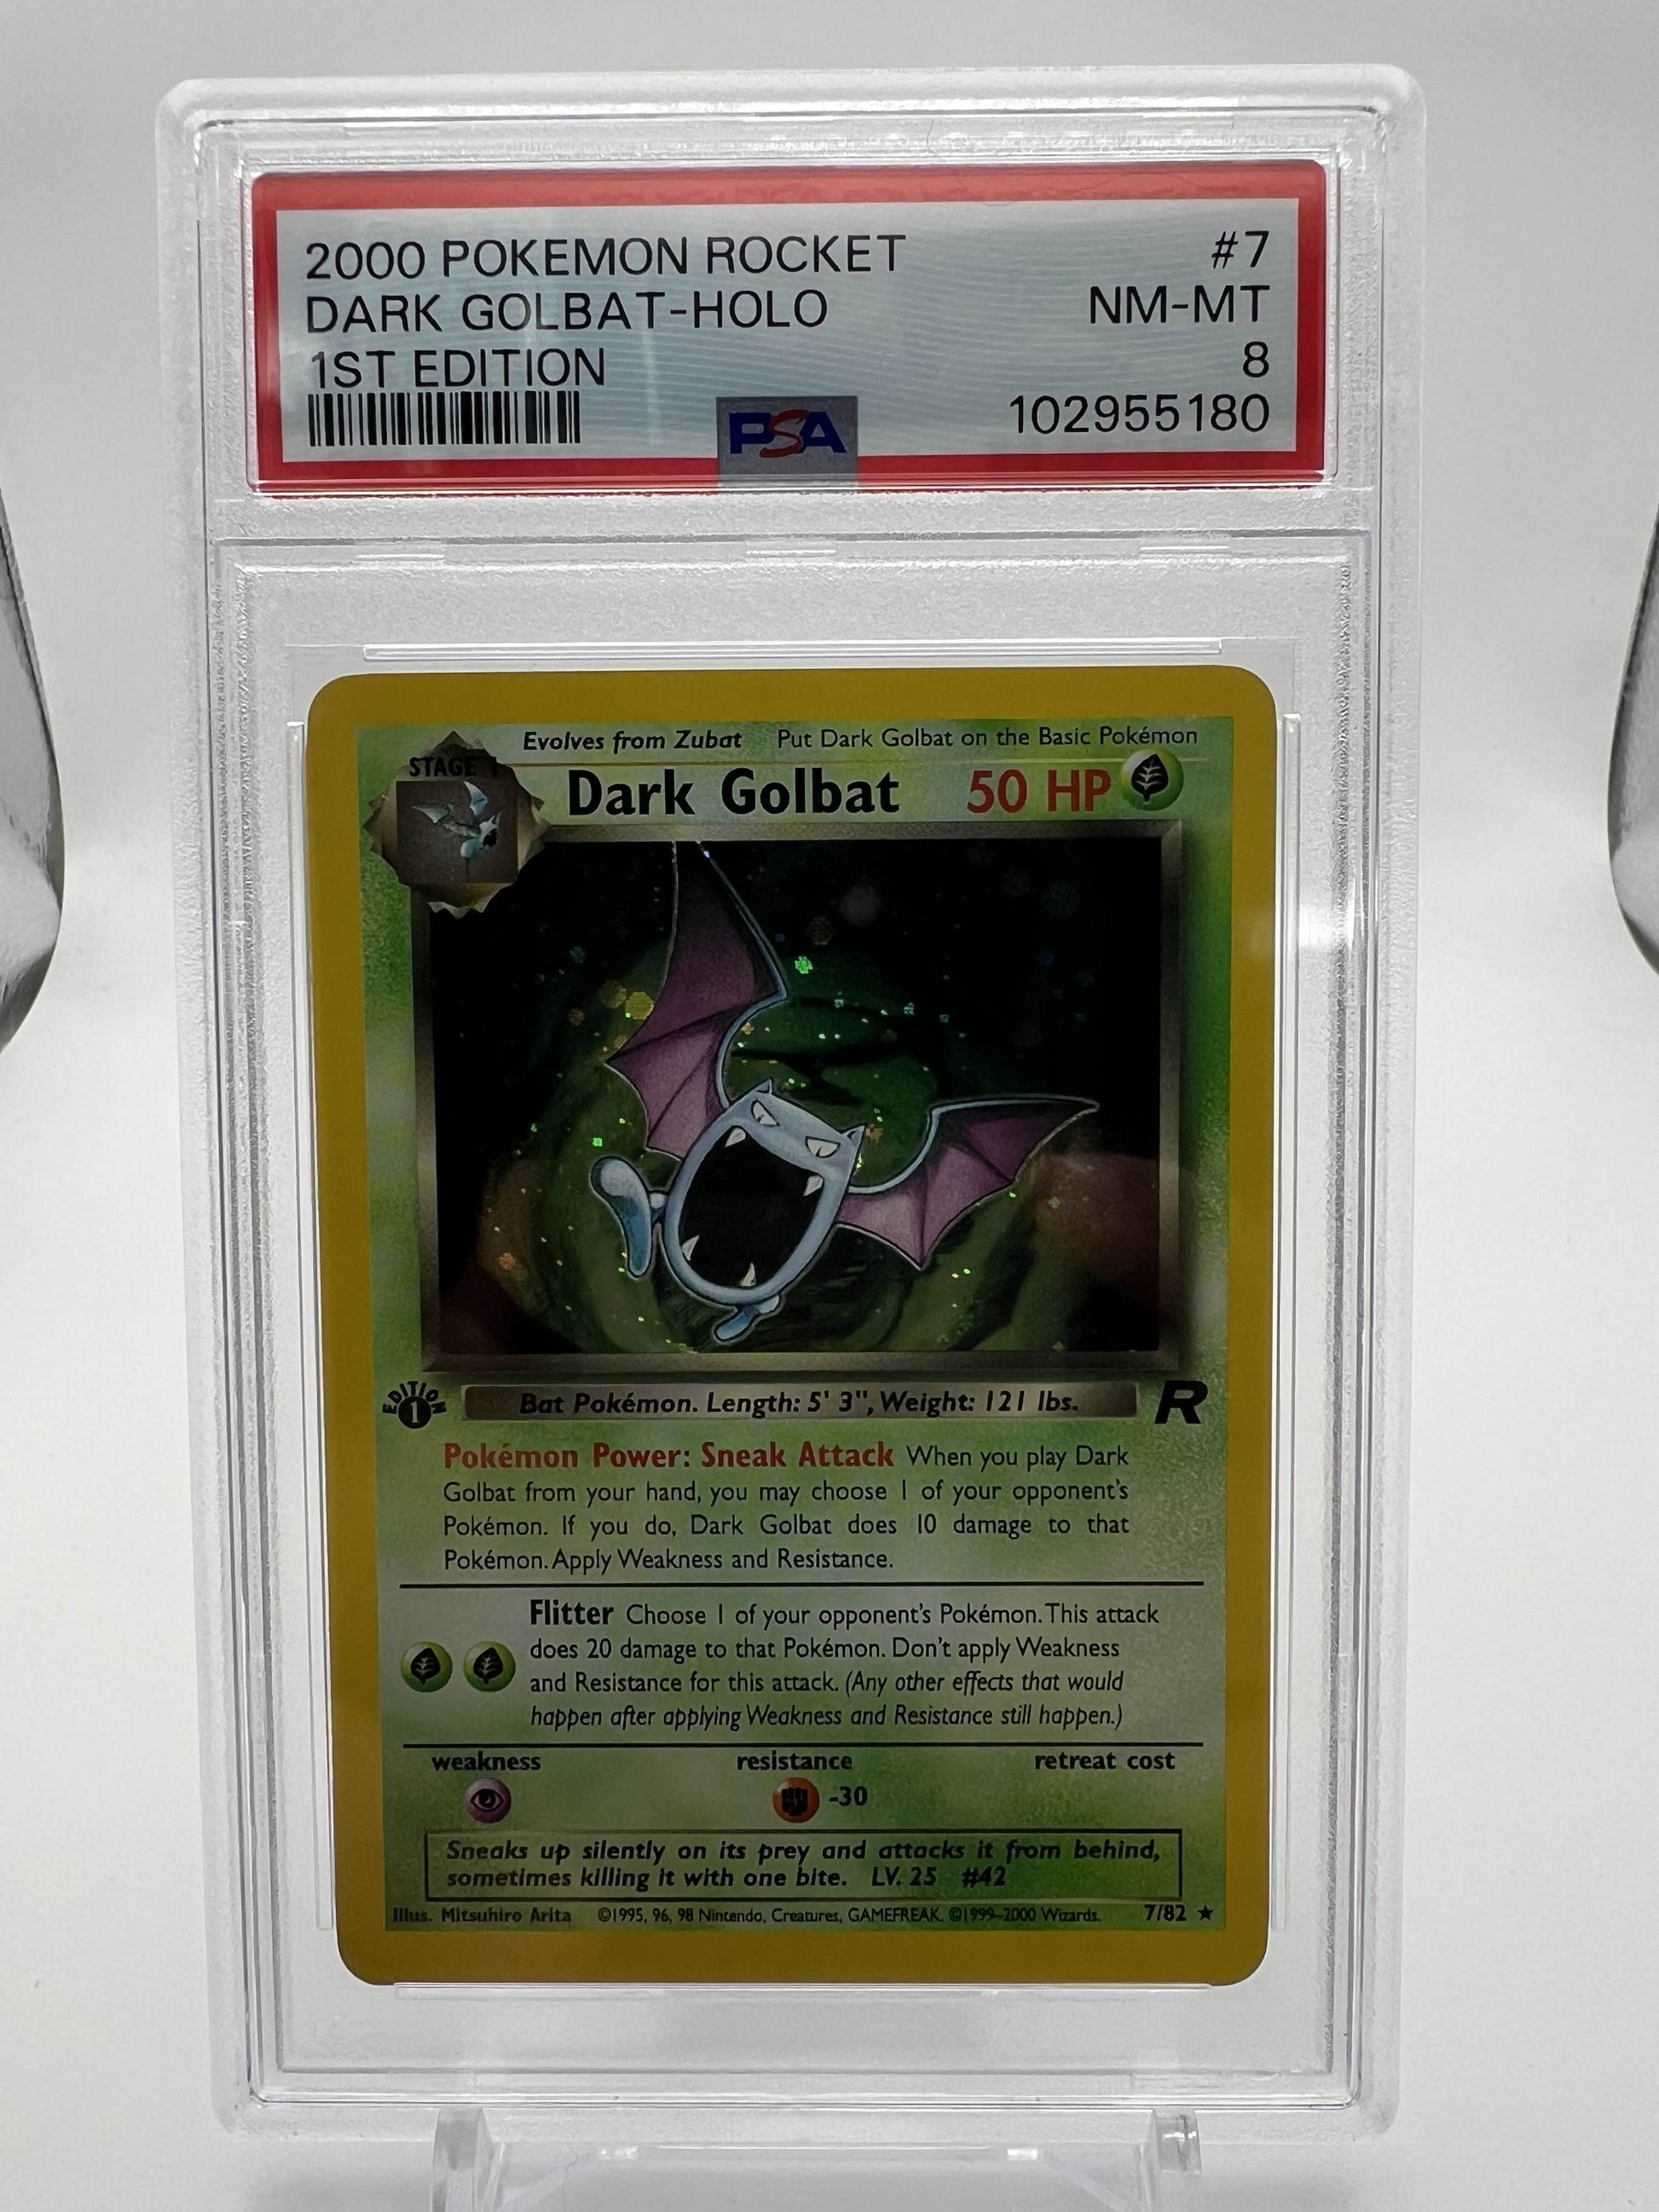 2000 POKEMON ROCKET #7
DARK GOLBAT-HOLO NM-MT
1ST EDITION 8
PSA 102955180
Evolves from Zubat Put Dark Golbat on the Basic Pokémon
STAGE 1
Dark Golbat 50 HP
EDITION 1
Bat Pokémon. Length: 5' 3", Weight: 121 lbs.
R
Pokémon Power: Sneak Attack When you play Dark
Golbat from your hand, you may choose 1 of your opponent's
Pokémon. If you do, Dark Golbat does 10 damage to that
Pokémon. Apply Weakness and Resistance.
Flitter Choose 1 of your opponent's Pokémon. This attack
does 20 damage to that Pokémon. Don't apply Weakness
and Resistance for this attack. (Any other effects that would
happen after applying Weakness and Resistance still happen.)
weakness resistance retreat cost
-30
Sneaks up silently on its prey and attacks it from behind,
sometimes killing it with one bite. LV. 25 #42
Illus. Mitsuhiro Arita ©1995, 96, 98 Nintendo, Creatures, GAMEFREAK. ©1999-2000 Wizards. 7/82 ★